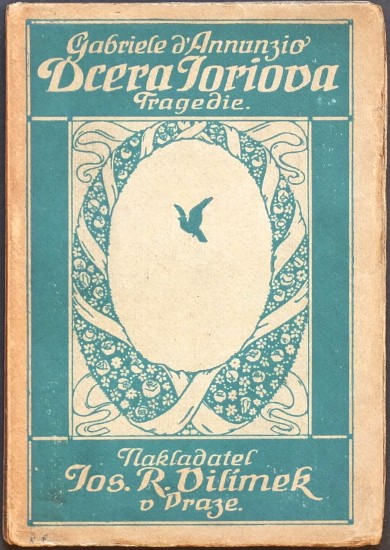 Gabriele d'Annunzio
Dcera Joriova
Tragedie.
Nakladatel
Jos. R. Vilímek
v Praze.